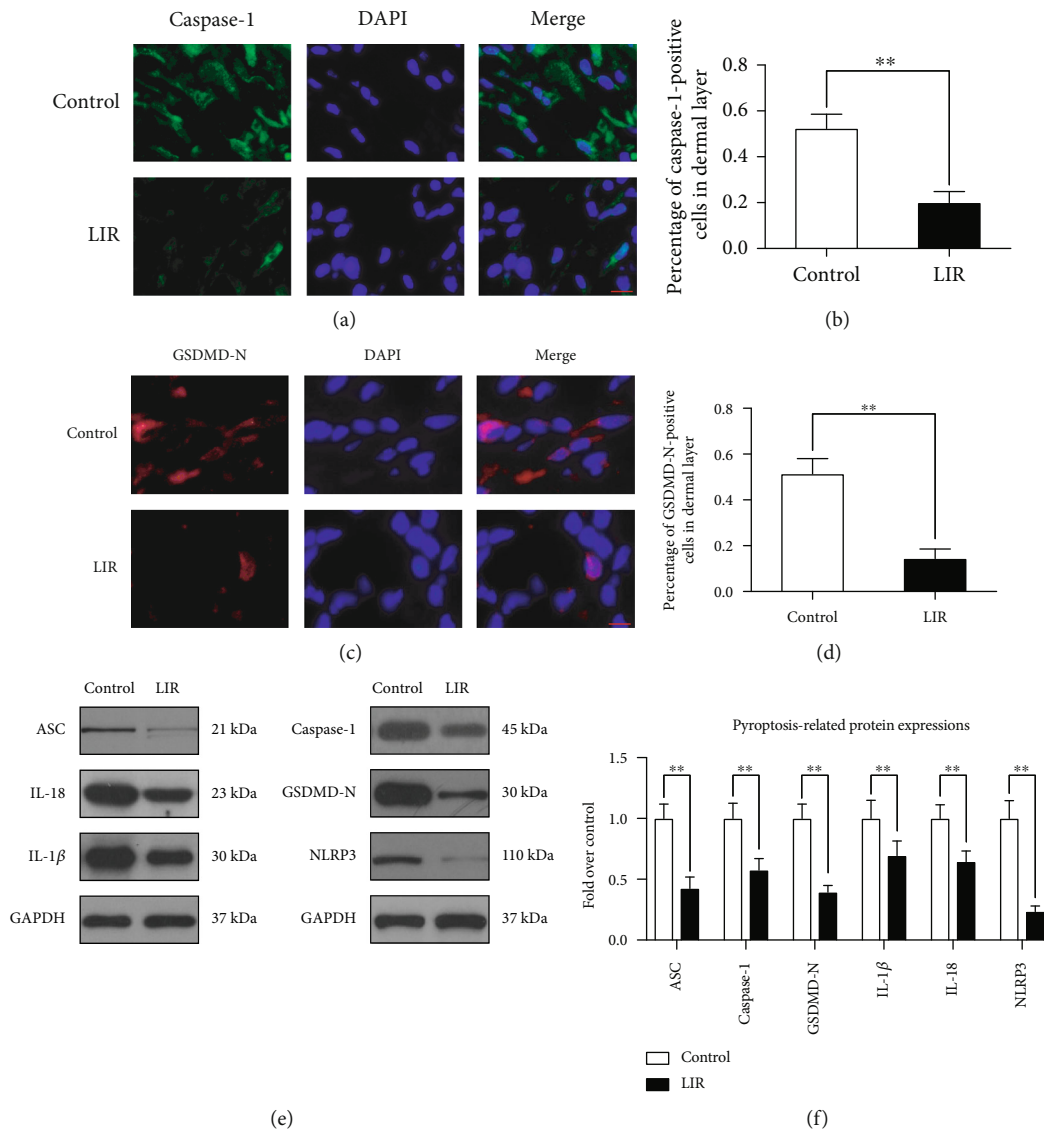 Caspase-1 DAPI Merge
Control
LIR
(a)
Percentage of caspase-1-positive
cells in dermal layer
0.8
0.6
0.4
0.2
0.0
**
Control LIR
(b)
GSDMD-N DAPI Merge
Control
LIR
(c)
Percentage of GSDMD-N-positive
cells in dermal layer
0.8
0.6
0.4
0.2
0.0
**
Control LIR
(d)
Control LIR
ASC 21 kDa
IL-18 23 kDa
IL-1β 30 kDa
GAPDH 37 kDa
Control LIR
Caspase-1 45 kDa
GSDMD-N 30 kDa
NLRP3 110 kDa
GAPDH 37 kDa
(e)
Pyroptosis-related protein expressions
Fold over control
1.5
1.0
0.5
0.0
** ** ** ** ** **
ASC
Caspase-1
GSDMD-N
IL-1β
IL-18
NLRP3
Control
LIR
(f)